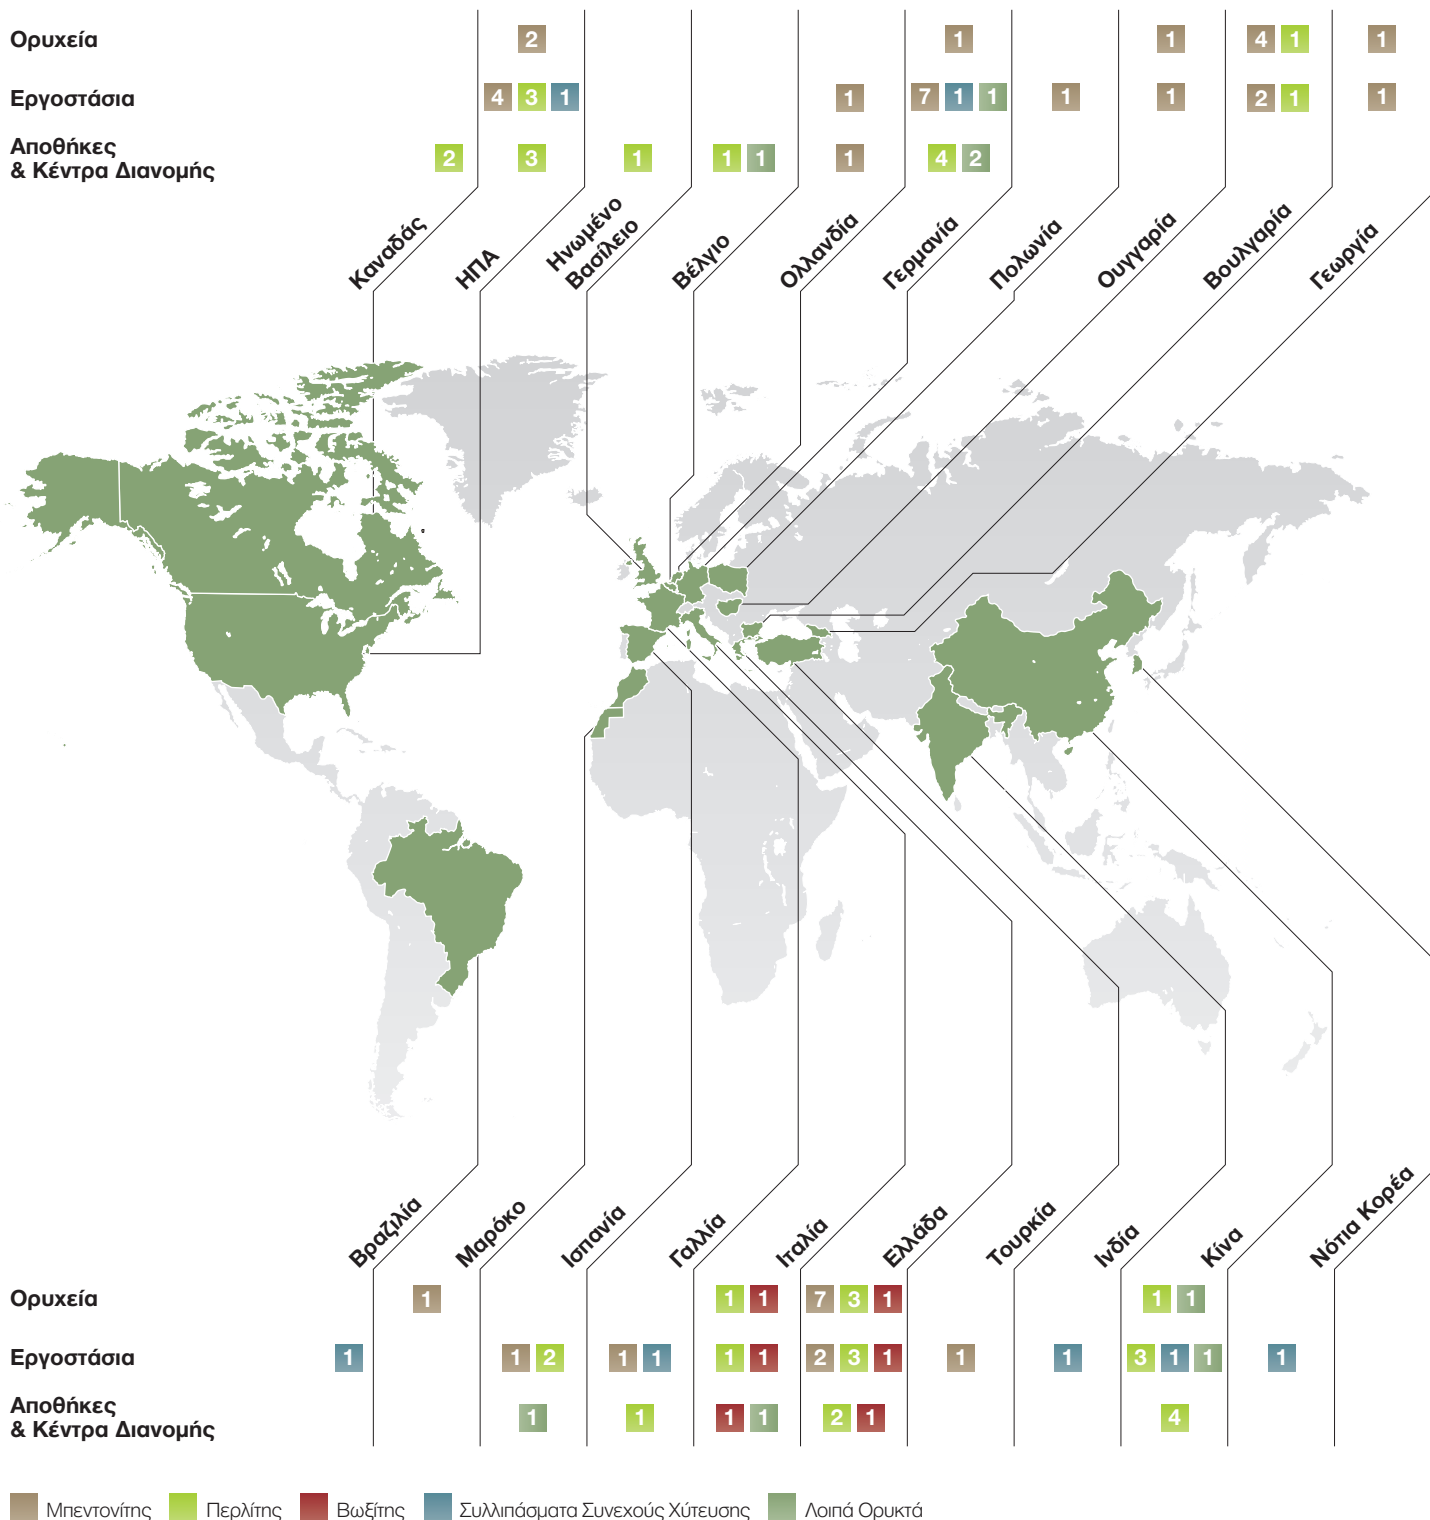 Ορυχεία 2 1 1 4 1 1
Εργοστάσια 4 3 1 1 7 1 1 1 1 2 1 1
Αποθήκες
& Κέντρα Διανομής 2 3 1 1 1 1 4 2
Καναδάς
ΗΠΑ
Ηνωμένο
Βασίλειο
Βέλγιο
Ολλανδία
Γερμανία
Πολωνία
Ουγγαρία
Βουλγαρία
Γεωργία
Βραζιλία
Μαρόκο
Ισπανία
Γαλλία
Ιταλία
Ελλάδα
Τουρκία
Ινδία
Κίνα
Νότια Κορέα
Ορυχεία 1 1 1 7 3 1 1 1
Εργοστάσια 1 1 2 1 1 1 1 2 3 1 1 1 3 1 1 1
Αποθήκες
& Κέντρα Διανομής 1 1 1 1 2 1 4
Μπεντονίτης Περλίτης Βωξίτης Συλλιπάσματα Συνεχούς Χύτευσης Λοιπά Ορυκτά